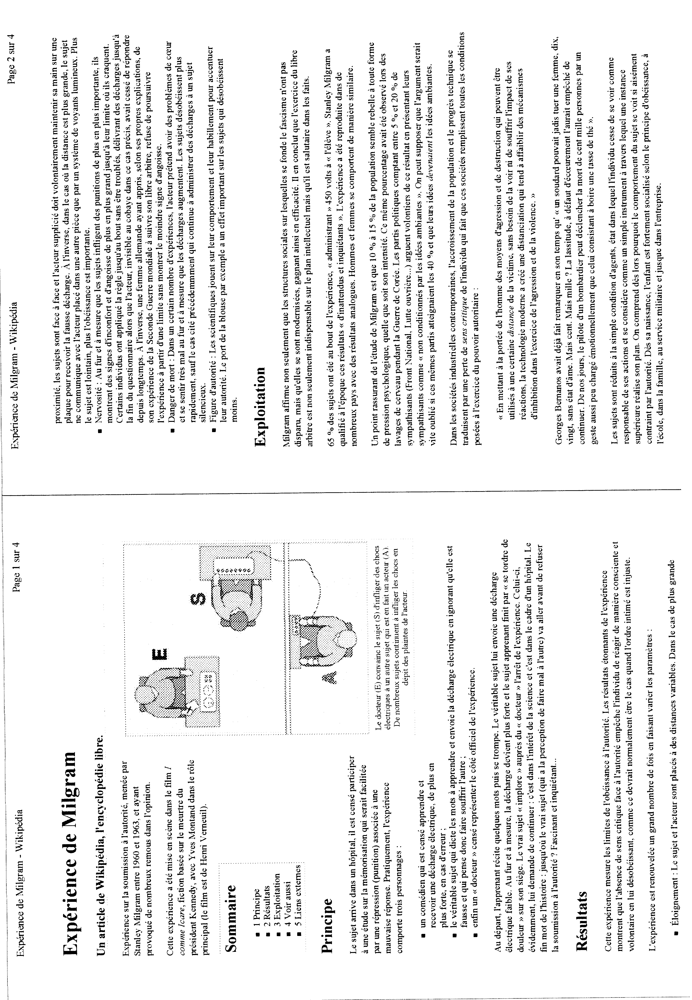 Expérience de Milgram - Wikipédia
Page 1 sur 4
Expérience de Milgram
Un article de Wikipédia, l'encyclopédie libre.
Expérience sur la soumission à l'autorité, menée par
Stanley Milgram entre 1960 et 1963, et ayant
provoqué de nombreux remous dans l'opinion.
Cette expérience a été mise en scène dans le film I
comme Icare, fiction basée sur le meurtre du
président Kennedy, avec Yves Montand dans le rôle
principal (le film est de Henri Verneuil).
Sommaire
■ 1 Principe
■ 2 Résultats
■ 3 Exploitation
■ 4 Voir aussi
■ 5 Liens externes
E
S
A
Le docteur (E) convainc le sujet (S) d'infliger des chocs
électriques à un autre sujet qui est en fait un acteur (A).
De nombreux sujets continuent à infliger les chocs en
dépit des plaintes de l'acteur.
Principe
Le sujet arrive dans un hôpital, il est censé participer
à une étude sur la mémorisation qui serait facilitée
par une répression (punition) associée à une
mauvaise réponse. Pratiquement, l'expérience
comporte trois personnages :
■ un comédien qui est censé apprendre et
recevoir une décharge électrique, de plus en
plus forte, en cas d'erreur ;
■ le véritable sujet qui dicte les mots à apprendre et envoie la décharge électrique en ignorant qu'elle est
fausse et qui pense donc faire souffrir l'autre ;
■ enfin un « docteur » censé représenter le côté officiel de l'expérience.
Au départ, l'apprenant récite quelques mots puis se trompe. Le véritable sujet lui envoie une décharge
électrique faible. Au fur et à mesure, la décharge devient plus forte et le sujet apprenant finit par « se tordre de
douleur » sur son siège. Le vrai sujet « implore » auprès du « docteur » l'arrêt de l'expérience. Celui-ci,
évidemment, lui demande de continuer : c'est dans l'intérêt de la science et c'est dans le cadre d'un hôpital. Le
fin mot de l'histoire : jusqu'où le vrai sujet (qui a la perception de faire mal à l'autre) va aller avant de refuser
la soumission à l'autorité ? Fascinant et inquiétant...
Résultats
Cette expérience mesure les limites de l'obéissance à l'autorité. Les résultats étonnants de l'expérience
montrent que l'absence de sens critique face à l'autorité empêche l'individu de réagir de manière consciente et
volontaire en lui désobéissant, comme ce devrait normalement être le cas quand l'ordre intimé est injuste.
L'expérience est renouvelée un grand nombre de fois en faisant varier les paramètres :
■ Éloignement : Le sujet et l'acteur sont placés à des distances variables. Dans le cas de plus grande
Expérience de Milgram - Wikipédia
Page 2 sur 4
proximité, les sujets sont face à face et l'acteur supplicié doit volontairement maintenir sa main sur une
plaque pour recevoir la fausse décharge. À l'inverse, dans le cas où la distance est plus grande, le sujet
ne communique avec l'acteur placé dans une autre pièce que par un système de voyants lumineux. Plus
le sujet est lointain, plus l'obéissance est importante.
■ Nervosité : Au fur et à mesure que les sujets infligent des punitions de plus en plus importante, ils
montrent des signes d'inconfort et d'angoisse de plus en plus grand jusqu'à leur limite où ils craquent.
Certains individus ont appliqué la règle jusqu'au bout sans être troublés, délivrant des décharges jusqu'à
la fin du questionnaire alors que l'acteur, invisible au cobaye dans ce cas précis, avait cessé de répondre
depuis longtemps. À l'inverse, une femme allemande ayant appris, selon ses propres explications, de
son expérience de la Seconde Guerre mondiale à suivre son libre arbitre, refuse de poursuivre
l'expérience à partir d'une limite sans montrer le moindre signe d'angoisse.
■ Danger de mort : Dans un certain nombre d'expériences, l'acteur prétend avoir des problèmes de cœur
et se sentir très mal au fur et à mesure que les décharges augmentent. Les sujets désobéissent plus
rapidement, sauf le cas cité précédemment qui continue à administrer des décharges à un sujet
silencieux.
■ Figure d'autorité : Les scientifiques jouent sur leur comportement et leur habillement pour accentuer
leur autorité. Le port de la blouse par exemple a un effet important sur les sujets qui désobéissent
moins.
Exploitation
Milgram affirme non seulement que les structures sociales sur lesquelles se fonde le fascisme n'ont pas
disparu, mais qu'elles se sont modernisées, gagnant ainsi en efficacité. Il en conclut que l'exercice du libre
arbitre est non seulement indispensable sur le plan intellectuel mais qu'il est salutaire dans les faits.
65 % des sujets ont été au bout de l'expérience, « administrant » 450 volts à « l'élève ». Stanley Milgram a
qualifié à l'époque ces résultats « d'inattendus et inquiétants ». L'expérience a été reproduite dans de
nombreux pays avec des résultats analogues. Hommes et femmes se comportent de manière similaire.
Un point rassurant de l'étude de Milgram est que 10 % à 15 % de la population semble rebelle à toute forme
de pression psychologique, quelle que soit son intensité. Ce même pourcentage avait été observé lors des
lavages de cerveau pendant la Guerre de Corée. Les partis politiques comptant entre 5 % et 20 % de
sympathisants (Front National, Lutte ouvrière...) arguent volontiers de ce résultat en présentant leurs
sympathisants comme « non conditionnés par les idées ambiantes ». On peut supposer que l'argument serait
vite oublié si ces mêmes partis atteignaient les 40 % et que leurs idées devenaient les idées ambiantes.
Dans les sociétés industrielles contemporaines, l'accroissement de la population et le progrès technique se
traduisent par une perte de sens critique de l'individu qui fait que ces sociétés remplissent toutes les conditions
posées à l'exercice du pouvoir autoritaire :
« En mettant à la portée de l'homme des moyens d'agression et de destruction qui peuvent être
utilisés à une certaine distance de la victime, sans besoin de la voir ni de souffrir l'impact de ses
réactions, la technologie moderne a créé une distanciation qui tend à affaiblir des mécanismes
d'inhibition dans l'exercice de l'agression et de la violence. »
Georges Bernanos avait déjà fait remarquer en son temps qu' « un soudard pouvait jadis tuer une femme, dix,
vingt, sans état d'âme. Mais cent. Mais mille ? La lassitude, à défaut d'écœurement l'aurait empêché de
continuer. De nos jours, le pilote d'un bombardier peut déclencher la mort de cent mille personnes par un
geste aussi peu chargé émotionnellement que celui consistant à boire une tasse de thé ».
Les sujets sont réduits à la simple condition d'agents, état dans lequel l'individu cesse de se voir comme
responsable de ses actions et se considère comme un simple instrument à travers lequel une instance
supérieure réalise son plan. On comprend dès lors pourquoi le comportement du sujet se voit si aisément
contraint par l'autorité. Dès sa naissance, l'enfant est fortement socialisé selon le principe d'obéissance, à
l'école, dans la famille, au service militaire et jusque dans l'entreprise.